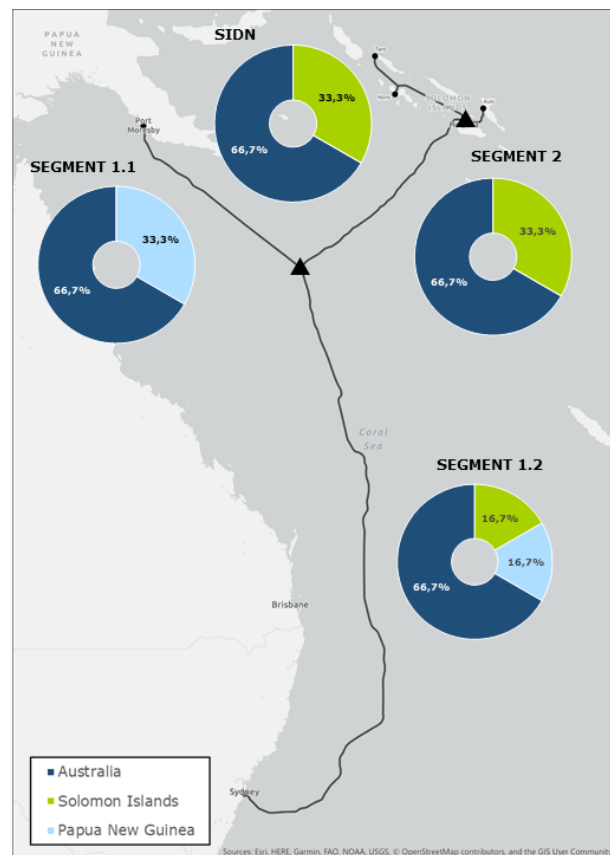 PAPUA
NEW
GUINEA
SIDN
33,3%
66,7%
SOLOMON
ISLANDS
Auki
Port
Moresby
SEGMENT 1.1
33,3%
66,7%
SEGMENT 2
33,3%
66,7%
Coral
Sea
SEGMENT 1.2
16,7%
16,7%
66,7%
Brisbane
Australia
Solomon Islands
Papua New Guinea
Sydney
Sources: Esri, HERE, Garmin, FAO, NOAA, USGS, © OpenStreetMap contributors, and the GIS User Community